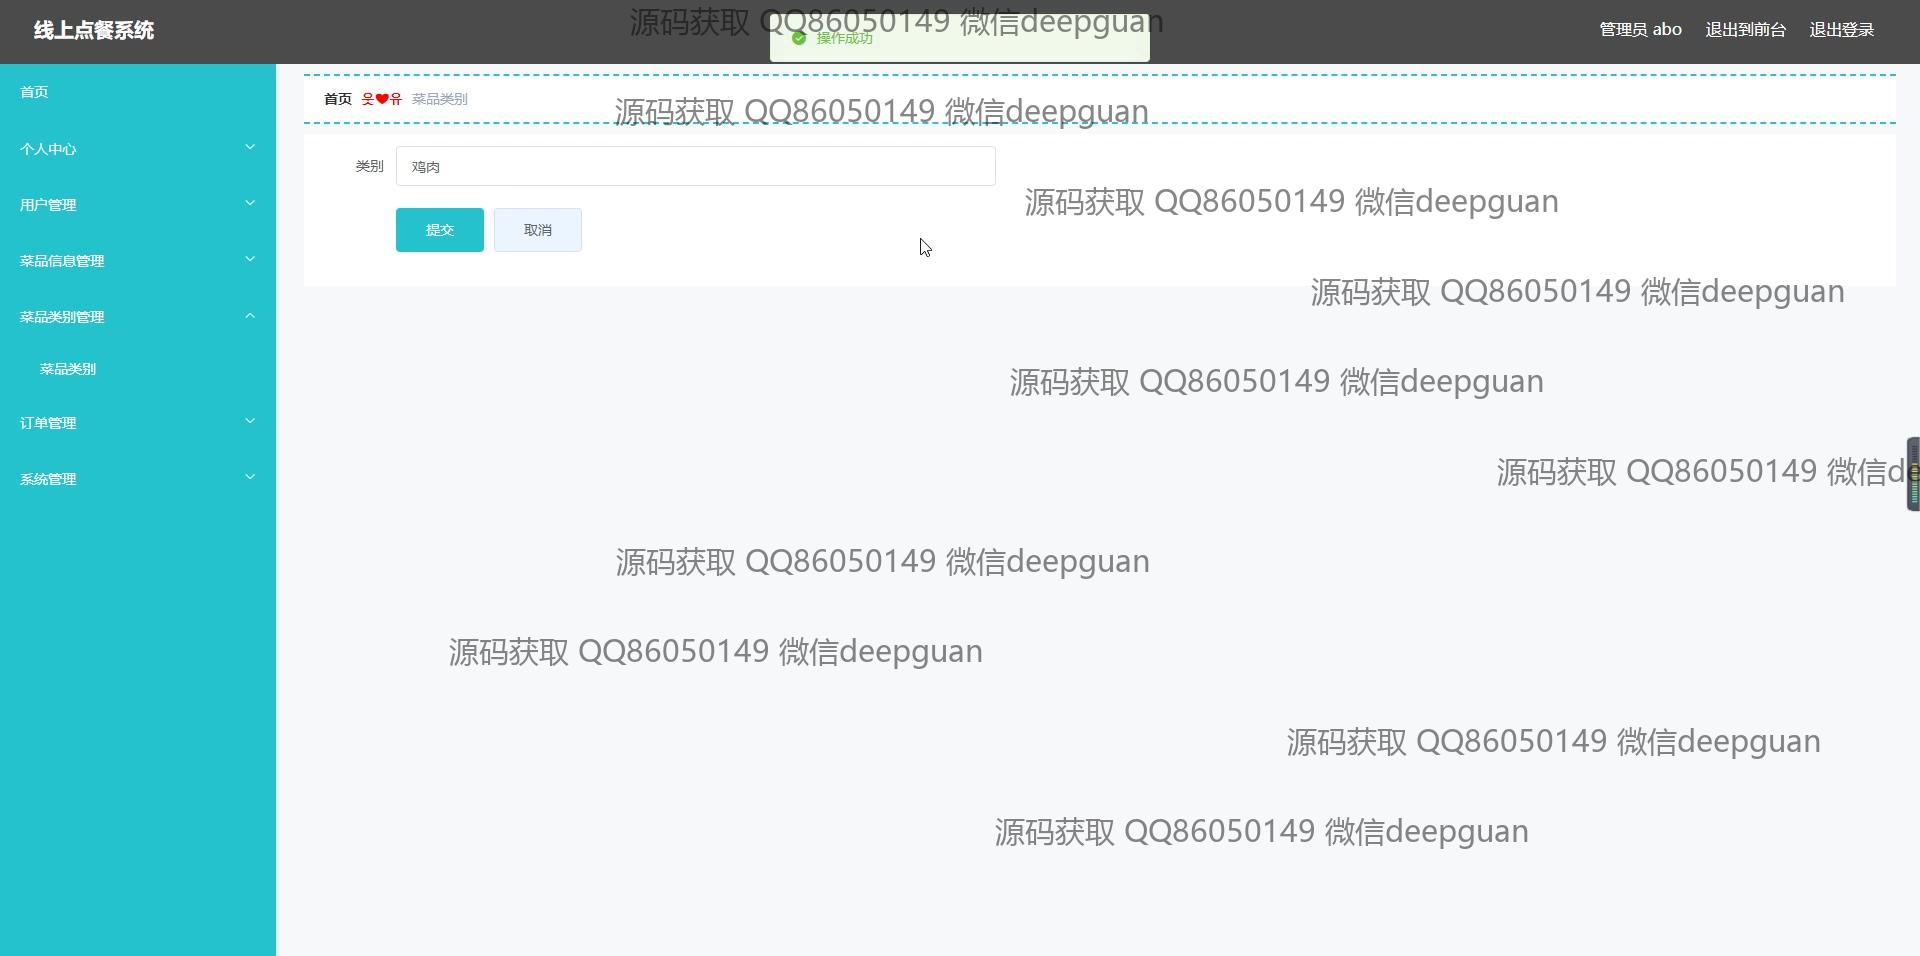 线上点餐系统
源码获取 QQ86050149 微信deepguan
操作成功
管理员 abo 退出到前台 退出登录
首页
个人中心
用户管理
菜品信息管理
菜品类别管理
菜品类别
订单管理
系统管理
首页 웃❤유 菜品类别
源码获取 QQ86050149 微信deepguan
类别 鸡肉
提交 取消
源码获取 QQ86050149 微信deepguan
源码获取 QQ86050149 微信deepguan
源码获取 QQ86050149 微信deepguan
源码获取 QQ86050149 微信de
源码获取 QQ86050149 微信deepguan
源码获取 QQ86050149 微信deepguan
源码获取 QQ86050149 微信deepguan
源码获取 QQ86050149 微信deepguan